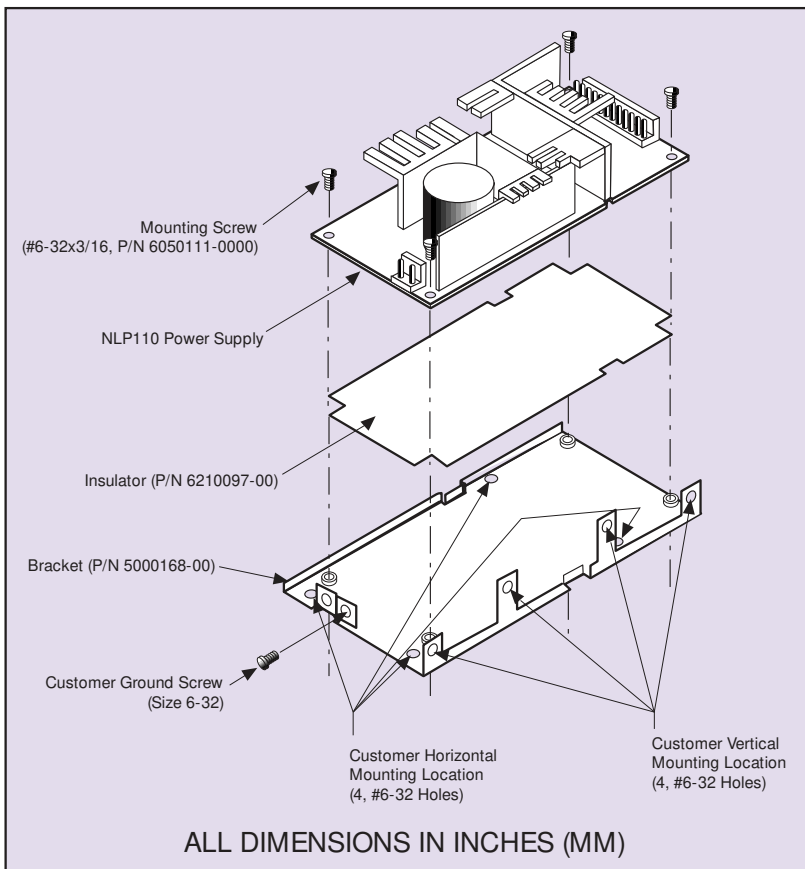 Mounting Screw
(#6-32x3/16, P/N 6050111-0000)
NLP110 Power Supply
Insulator (P/N 6210097-00)
Bracket (P/N 5000168-00)
Customer Ground Screw
(Size 6-32)
Customer Horizontal
Mounting Location
(4, #6-32 Holes)
Customer Vertical
Mounting Location
(4, #6-32 Holes)
ALL DIMENSIONS IN INCHES (MM)